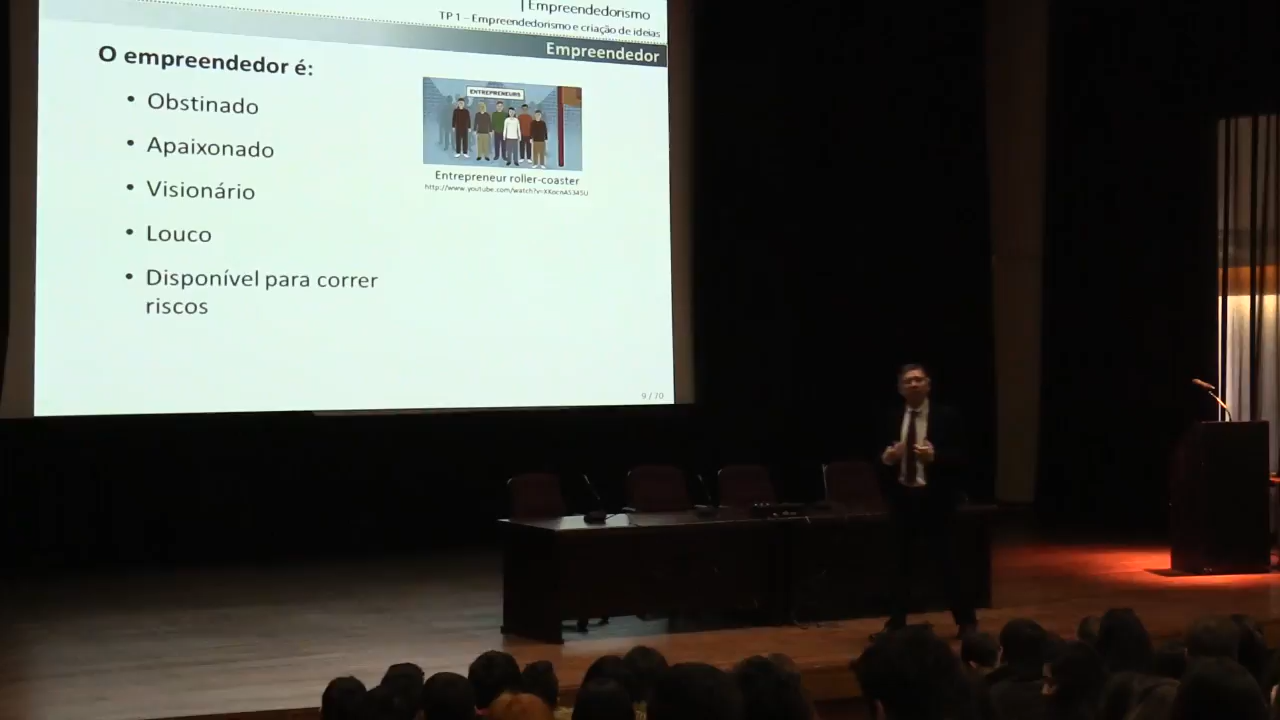 | Empreendedorismo
TP 1 – Empreendedorismo e criação de ideias
Empreendedor
O empreendedor é:
• Obstinado
• Apaixonado
• Visionário
• Louco
• Disponível para correr
riscos
ENTREPRENEURS
Entrepreneur roller-coaster
9 / 70